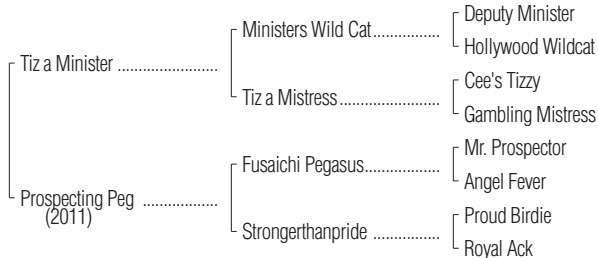 Deputy Minister
Ministers Wild Cat................
Hollywood Wildcat
Tiz a Minister ........................
Cee's Tizzy
Tiz a Mistress........................
Gambling Mistress
Mr. Prospector
Fusaichi Pegasus..................
Angel Fever
Prospecting Peg ..................
(2011)
Proud Birdie
Strongerthanpride ................
Royal Ack